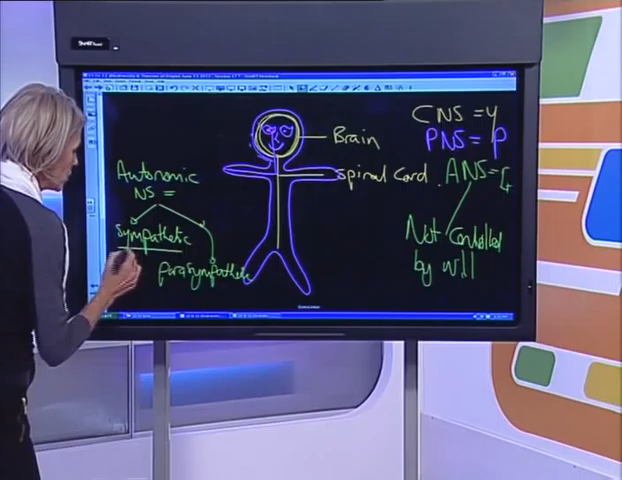 Brain
Spinal Cord
CNS = y
PNS = P
ANS =
Not Controlled
by will
Autonomic
NS =
Sympathetic
Parasympathetic